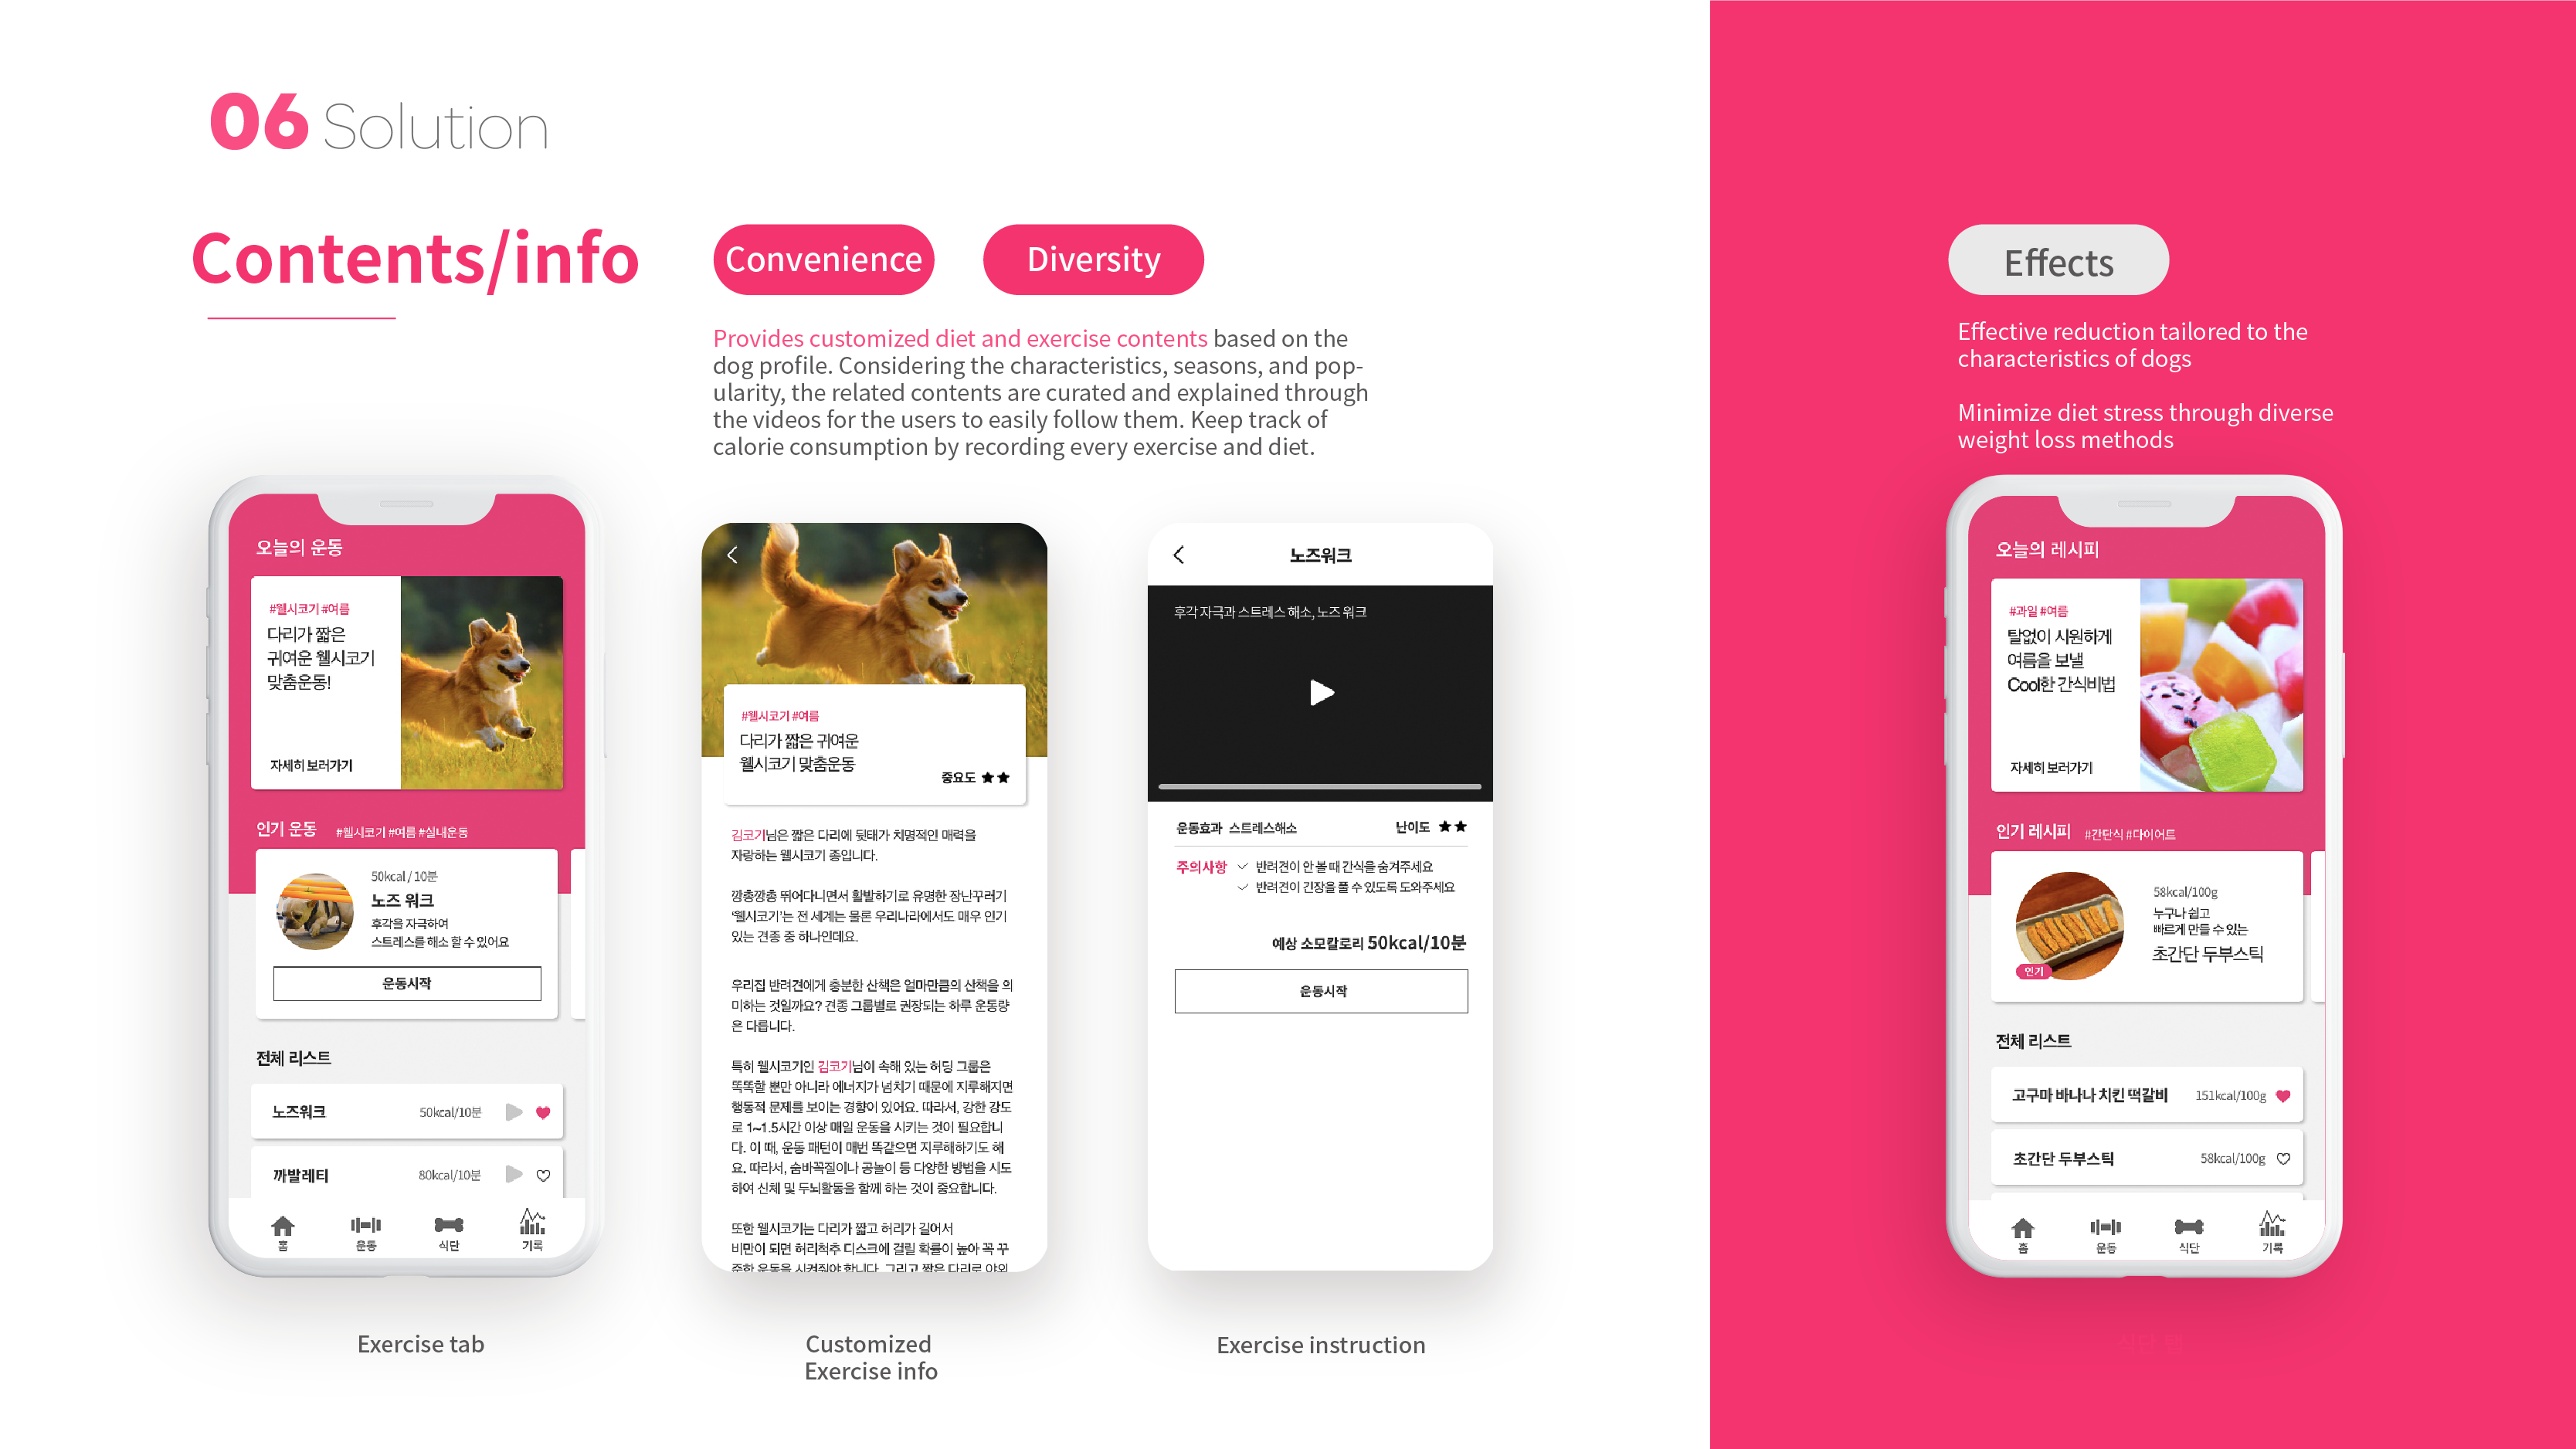 06 Solution
Contents/info
Convenience
Diversity
Provides customized diet and exercise contents based on the
dog profile. Considering the characteristics, seasons, and pop-
ularity, the related contents are curated and explained through
the videos for the users to easily follow them. Keep track of
calorie consumption by recording every exercise and diet.
오늘의 운동
#웰시코기 #여름
다리가 짧은
귀여운 웰시코기
맞춤운동!
자세히 보러가기
인기 운동 #웰시코기 #여름 #실내운동
50kcal / 10분
노즈 워크
후각을 자극하여
스트레스를 해소 할 수 있어요
운동시작
전체 리스트
노즈워크 50kcal/10분
까발레티 80kcal/10분
홈 운동 식단 기록
Exercise tab
#웰시코기 #여름
다리가 짧은 귀여운
웰시코기 맞춤운동
중요도 ★★
김코기님은 짧은 다리에 뒷태가 치명적인 매력을
자랑하는 웰시코기 종입니다.
깡총깡총 뛰어다니면서 활발하기로 유명한 장난꾸러기
'웰시코기'는 전 세계는 물론 우리나라에서도 매우 인기
있는 견종 중 하나인데요.
우리집 반려견에게 충분한 산책은 얼마만큼의 산책을 의
미하는 것일까요? 견종 그룹별로 권장되는 하루 운동량
은 다릅니다.
특히 웰시코기인 김코기님이 속해 있는 허딩 그룹은
똑똑할 뿐만 아니라 에너지가 넘치기 때문에 지루해지면
행동적 문제를 보이는 경향이 있어요. 따라서, 강한 강도
로 1~1.5시간 이상 매일 운동을 시키는 것이 필요합니
다. 이 때, 운동 패턴이 매번 똑같으면 지루해하기도 해
요. 따라서, 숨바꼭질이나 공놀이 등 다양한 방법을 시도
하여 신체 및 두뇌활동을 함께 하는 것이 중요합니다.
또한 웰시코기는 다리가 짧고 허리가 길어서
비만이 되면 허리척추 디스크에 걸릴 확률이 높아 꼭 꾸
준한 운동을 시켜줘야 합니다. 그리고 짧은 다리로 야외
Customized
Exercise info
노즈워크
후각 자극과 스트레스 해소, 노즈 워크
운동효과 스트레스해소 난이도 ★★
주의사항 반려견이 안 볼 때 간식을 숨겨주세요
반려견이 긴장을 풀 수 있도록 도와주세요
예상 소모칼로리 50kcal/10분
운동시작
Exercise instruction
Effects
Effective reduction tailored to the
characteristics of dogs
Minimize diet stress through diverse
weight loss methods
오늘의 레시피
#과일 #여름
탈없이 시원하게
여름을 보낼
Cool한 간식비법
자세히 보러가기
인기 레시피 #간단식 #다이어트
58kcal/100g
누구나 쉽고
빠르게 만들 수 있는
초간단 두부스틱
인기
전체 리스트
고구마 바나나 치킨 떡갈비 151kcal/100g
초간단 두부스틱 58kcal/100g
홈 운동 식단 기록